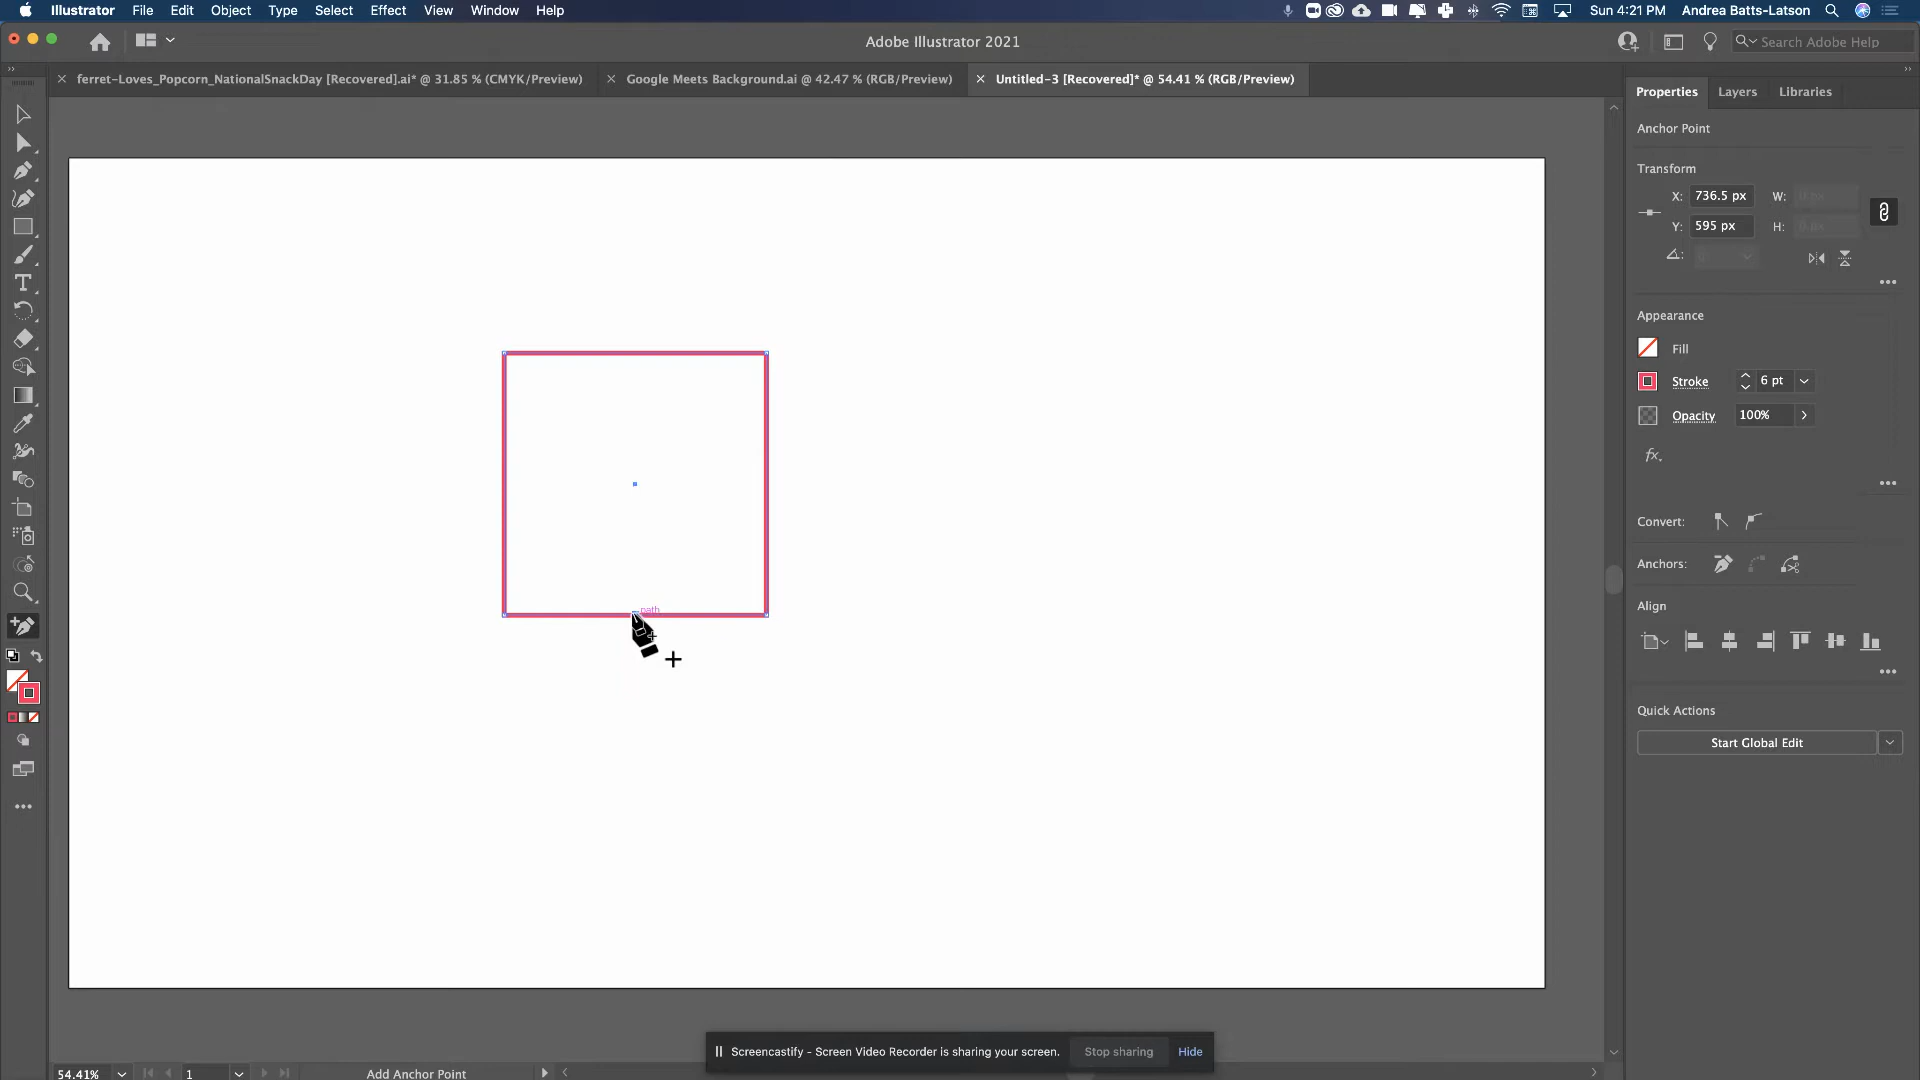 Illustrator File Edit Object Type Select Effect View Window Help Sun 4:21 PM Andrea Batts-Latson
Adobe Illustrator 2021 Search Adobe Help
ferret-Loves_Popcorn_NationalSnackDay [Recovered].ai* @ 31.85 % (CMYK/Preview) Google Meets Background.ai @ 42.47 % (RGB/Preview) Untitled-3 [Recovered]* @ 54.41 % (RGB/Preview)
Properties Layers Libraries
Anchor Point
Transform
X: 736.5 px W: 0 px
Y: 595 px H: 0 px
Appearance
Fill
Stroke 6 pt
Opacity 100%
fx.
Convert:
Anchors:
path
Align
Quick Actions
Start Global Edit
Screencastify - Screen Video Recorder is sharing your screen. Stop sharing Hide
54.41% 1 Add Anchor Point